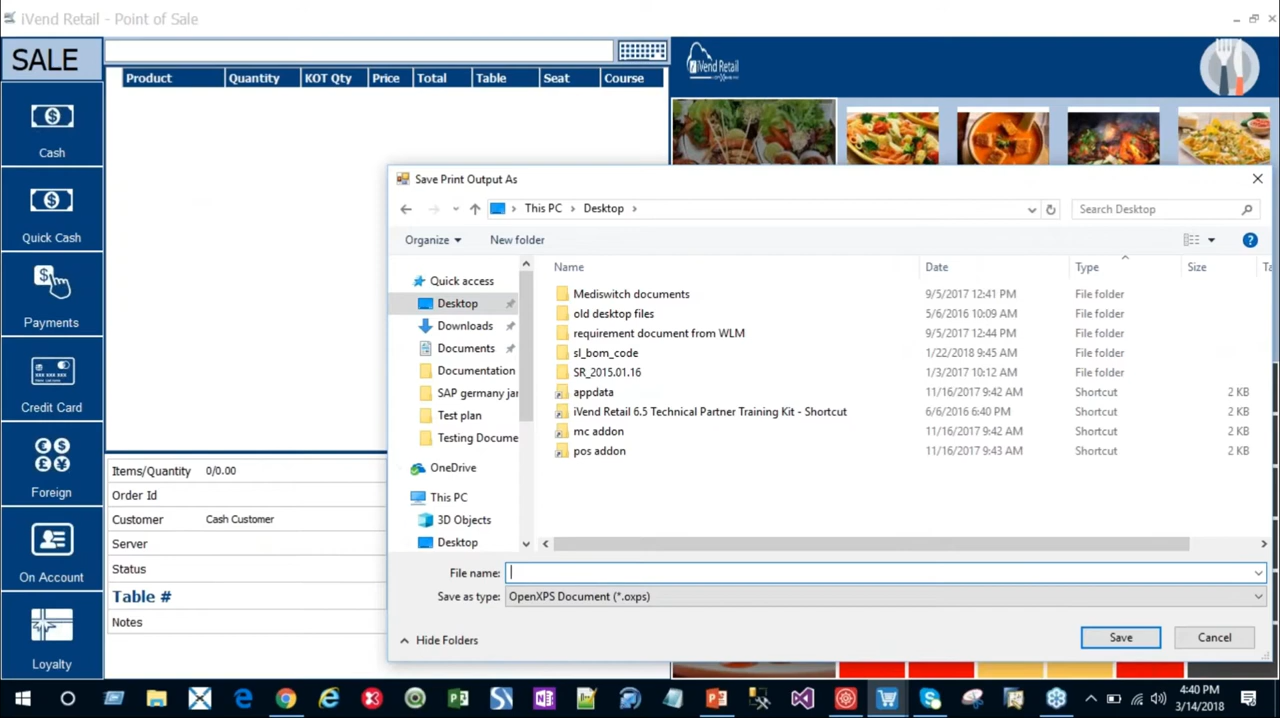 iVend Retail - Point of Sale
SALE
Product Quantity KOT Qty Price Total Table Seat Course
iVend Retail
Cash
Quick Cash
Payments
Credit Card
Foreign
On Account
Loyalty
Items/Quantity 0/0.00
Order Id
Customer Cash Customer
Server
Status
Table #
Notes
Save Print Output As
This PC Desktop
Search Desktop
Organize New folder
Quick access
Desktop
Downloads
Documents
Documentation
SAP germany jar
Test plan
Testing Docume
OneDrive
This PC
3D Objects
Desktop
Name Date Type Size Ta
Mediswitch documents 9/5/2017 12:41 PM File folder
old desktop files 5/6/2016 10:09 AM File folder
requirement document from WLM 9/5/2017 12:44 PM File folder
sl_bom_code 1/22/2018 9:45 AM File folder
SR_2015.01.16 1/3/2017 10:12 AM File folder
appdata 11/16/2017 9:42 AM Shortcut 2 KB
iVend Retail 6.5 Technical Partner Training Kit - Shortcut 6/6/2016 6:40 PM Shortcut 2 KB
mc addon 11/16/2017 9:42 AM Shortcut 2 KB
pos addon 11/16/2017 9:43 AM Shortcut 2 KB
File name:
Save as type: OpenXPS Document (*.oxps)
Hide Folders
Save Cancel
4:40 PM
3/14/2018